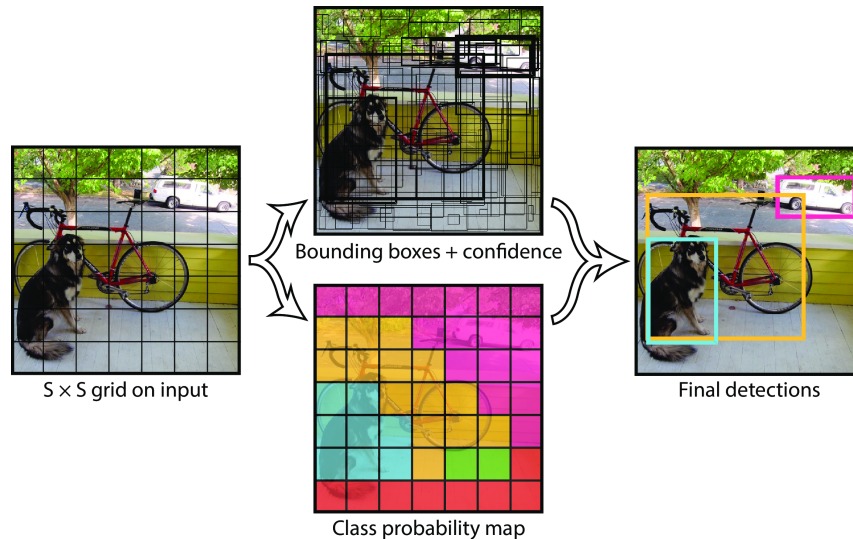 Bounding boxes + confidence
S × S grid on input
Final detections
Class probability map